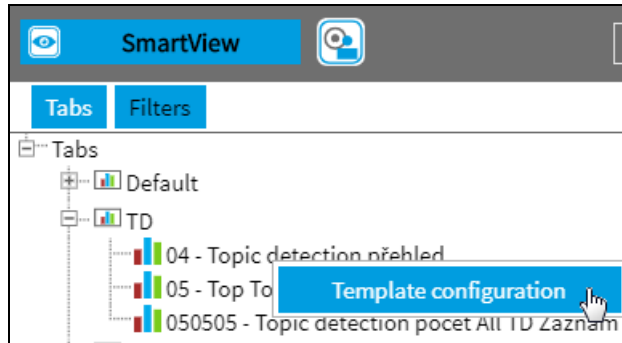 SmartView
Tabs Filters
Tabs
Default
TD
04 - Topic detection přehled
05 - Top To
Template configuration
050505 - Topic detection pocet All TD Zaznam